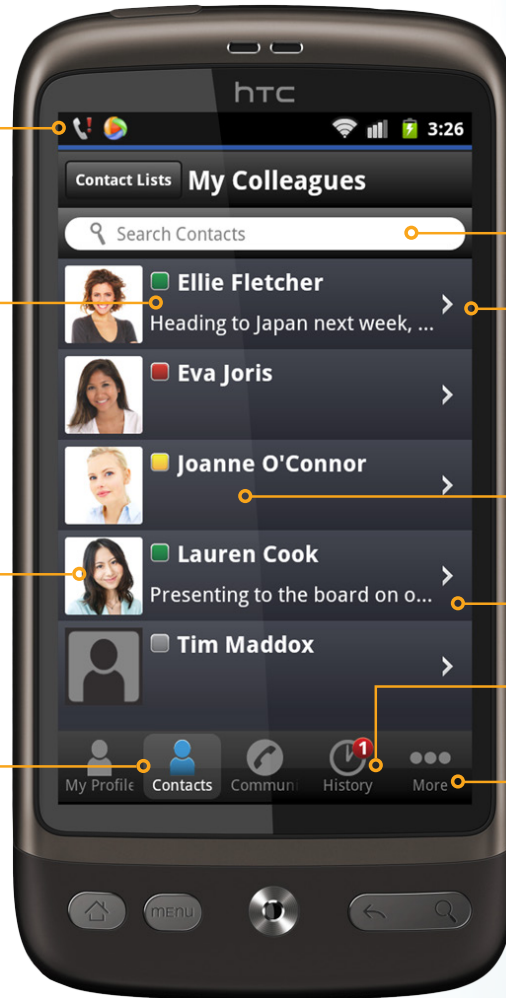 hTC
3:26
Contact Lists My Colleagues
Search Contacts
Ellie Fletcher
Heading to Japan next week, ...
Eva Joris
Joanne O'Connor
Lauren Cook
Presenting to the board on o...
Tim Maddox
1
My Profile Contacts Communi History More
MENU